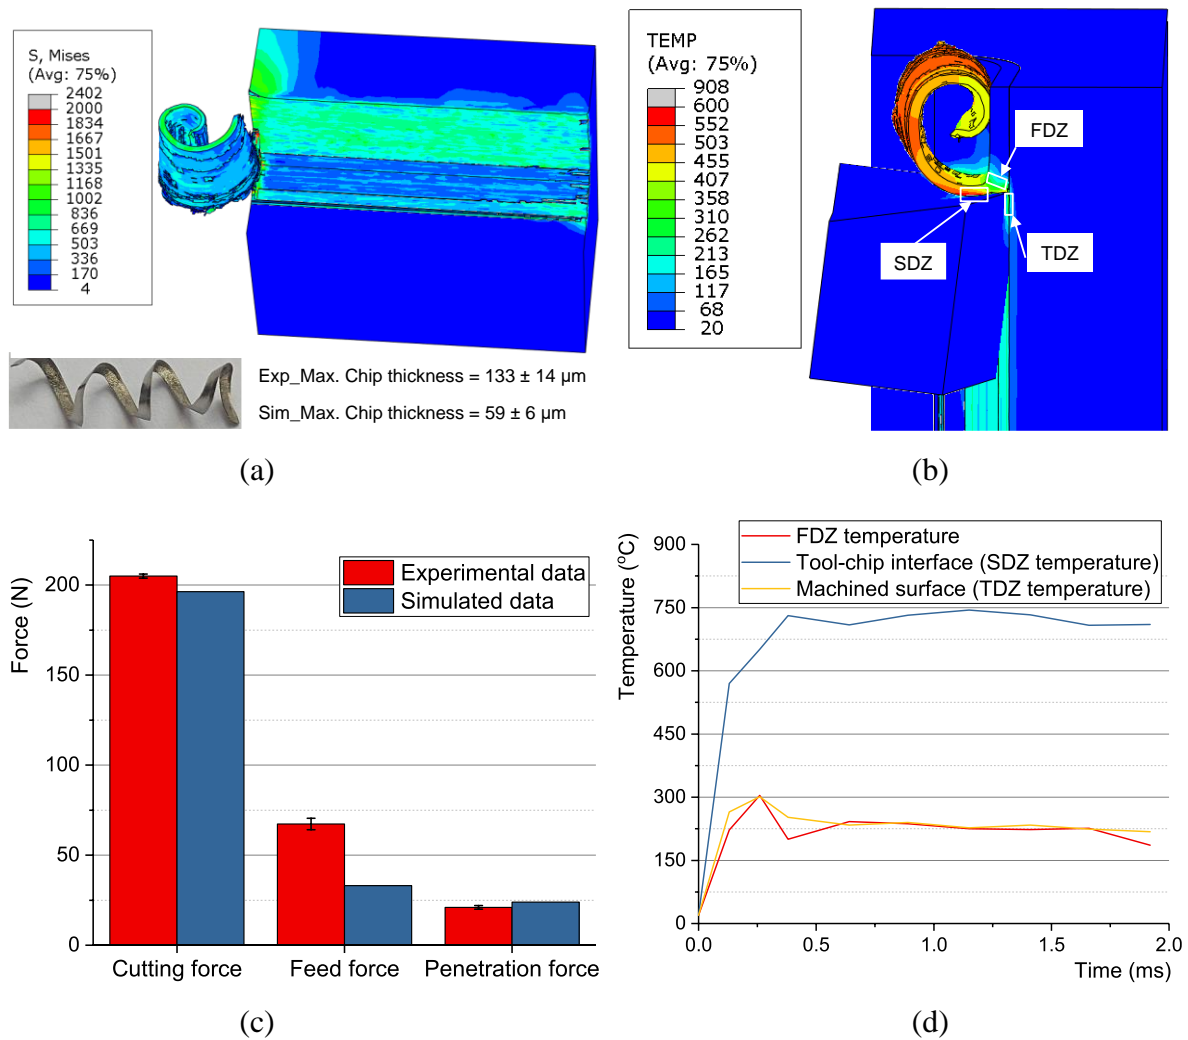 S, Mises
(Avg: 75%)
2402
2000
1834
1667
1501
1335
1168
1002
836
669
503
336
170
4
Exp_Max. Chip thickness = 133 ± 14 µm
Sim_Max. Chip thickness = 59 ± 6 µm
(a)
TEMP
(Avg: 75%)
908
600
552
503
455
407
358
310
262
213
165
117
68
20
FDZ
SDZ
TDZ
(b)
Force (N)
200
150
100
50
0
Experimental data
Simulated data
Cutting force
Feed force
Penetration force
(c)
Temperature (°C)
900
750
600
450
300
150
0
FDZ temperature
Tool-chip interface (SDZ temperature)
Machined surface (TDZ temperature)
0.0
0.5
1.0
1.5
2.0
Time (ms)
(d)